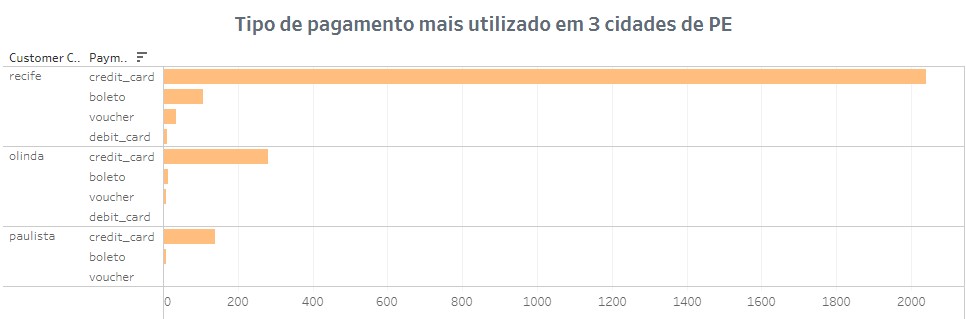 Tipo de pagamento mais utilizado em 3 cidades de PE
Customer C.. Paym..
recife credit_card
boleto
voucher
debit_card
olinda credit_card
boleto
voucher
debit_card
paulista credit_card
boleto
voucher
0 200 400 600 800 1000 1200 1400 1600 1800 2000